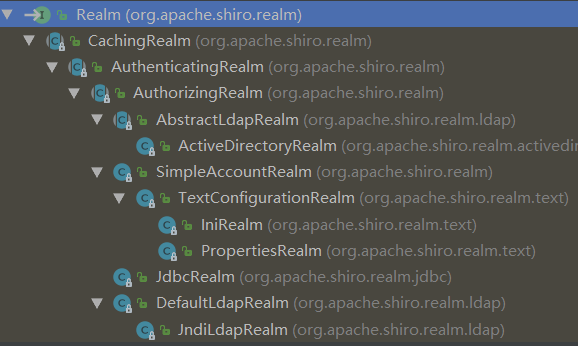 Realm (org.apache.shiro.realm)
CachingRealm (org.apache.shiro.realm)
AuthenticatingRealm (org.apache.shiro.realm)
AuthorizingRealm (org.apache.shiro.realm)
AbstractLdapRealm (org.apache.shiro.realm.ldap)
ActiveDirectoryRealm (org.apache.shiro.realm.activedi
SimpleAccountRealm (org.apache.shiro.realm)
TextConfigurationRealm (org.apache.shiro.realm.text)
IniRealm (org.apache.shiro.realm.text)
PropertiesRealm (org.apache.shiro.realm.text)
JdbcRealm (org.apache.shiro.realm.jdbc)
DefaultLdapRealm (org.apache.shiro.realm.ldap)
JndiLdapRealm (org.apache.shiro.realm.ldap)